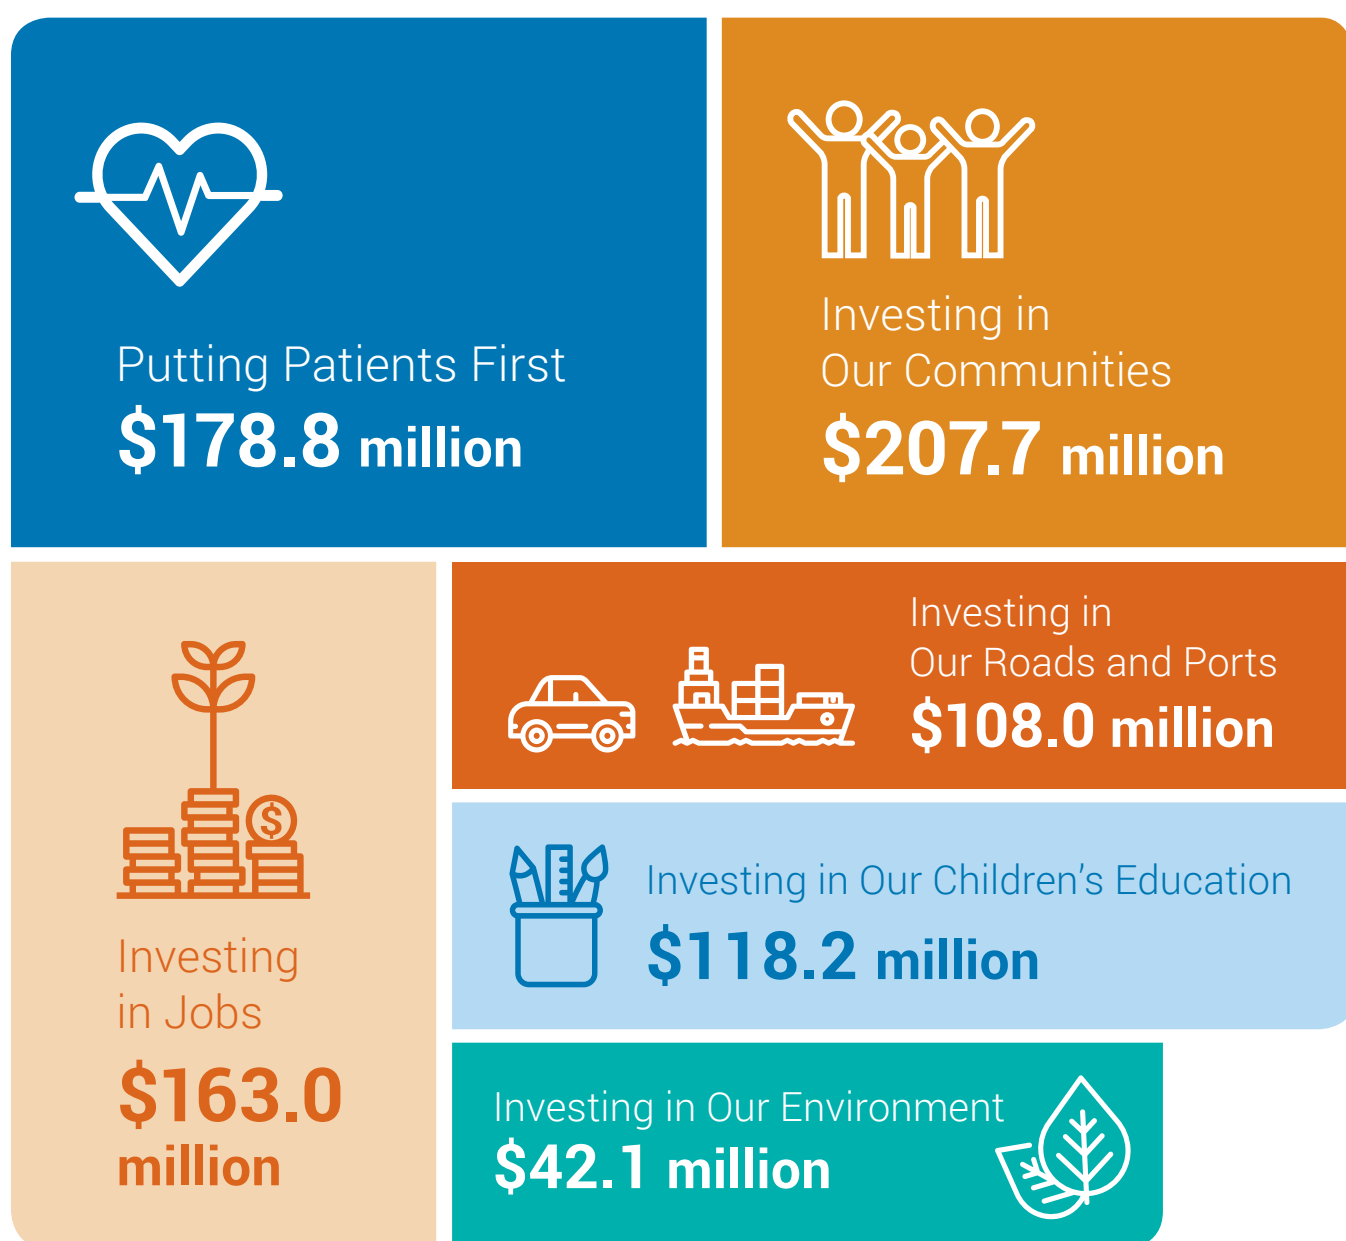 Putting Patients First
$178.8 million
Investing in
Our Communities
$207.7 million
Investing
in Jobs
$163.0
million
Investing in
Our Roads and Ports
$108.0 million
Investing in Our Children's Education
$118.2 million
Investing in Our Environment
$42.1 million